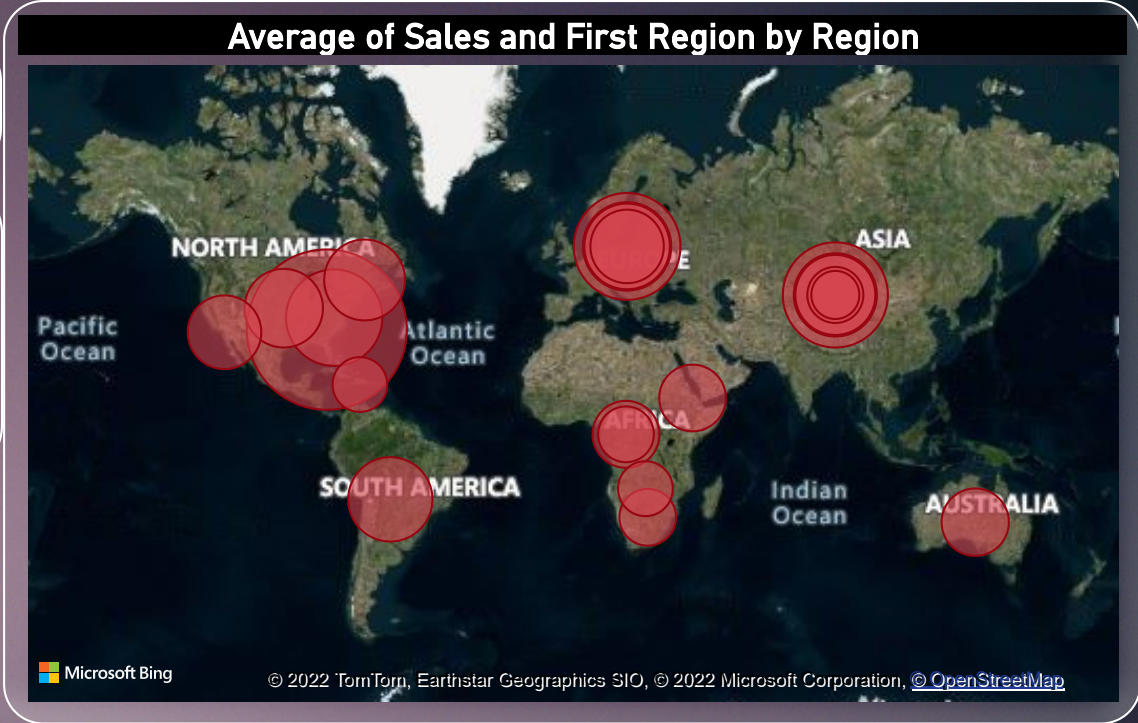 Average of Sales and First Region by Region
NORTH AMERICA
ASIA
Pacific
Ocean
Atlantic
Ocean
AFRICA
SOUTH AMERICA
Indian
Ocean
AUSTRALIA
Microsoft Bing
© 2022 TomTom, Earthstar Geographics SIO, © 2022 Microsoft Corporation, © OpenStreetMap